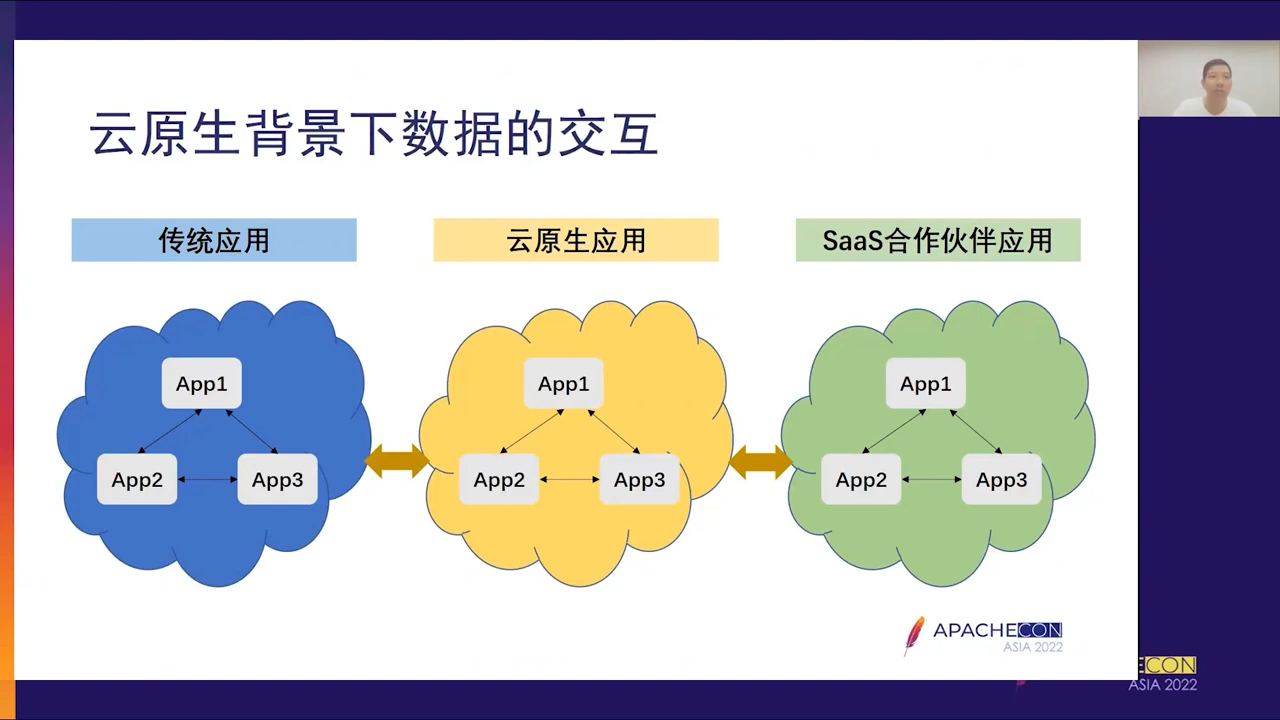 云原生背景下数据的交互
传统应用
云原生应用
SaaS合作伙伴应用
App1
App2
App3
App1
App2
App3
App1
App2
App3
APACHECON
ASIA 2022
ECON
ASIA 2022